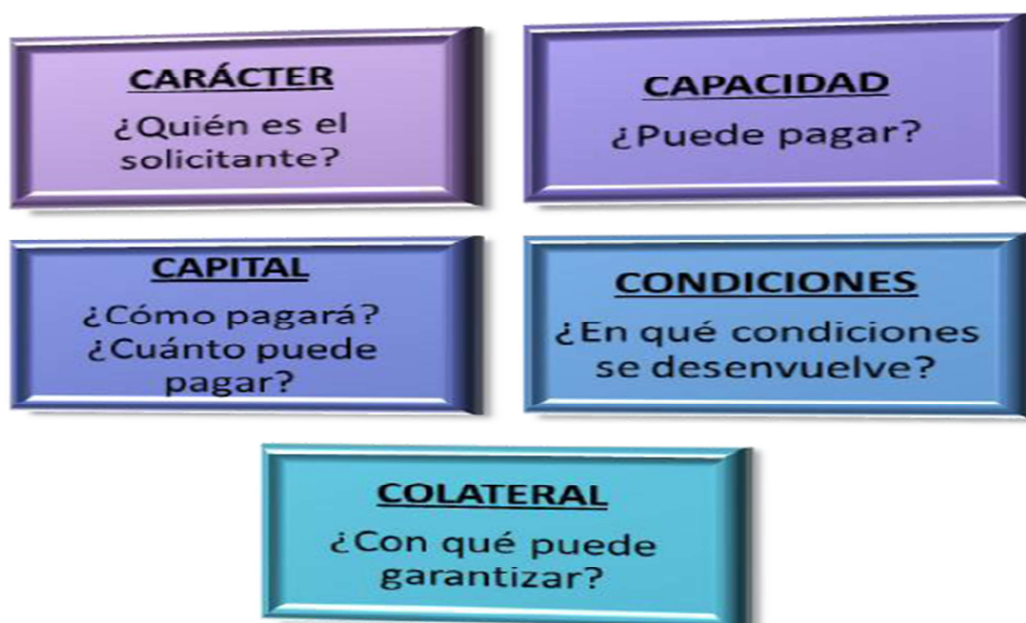 CARÁCTER
¿Quién es el
solicitante?
CAPACIDAD
¿Puede pagar?
CAPITAL
¿Cómo pagará?
¿Cuánto puede
pagar?
CONDICIONES
¿En qué condiciones
se desenvuelve?
COLATERAL
¿Con qué puede
garantizar?